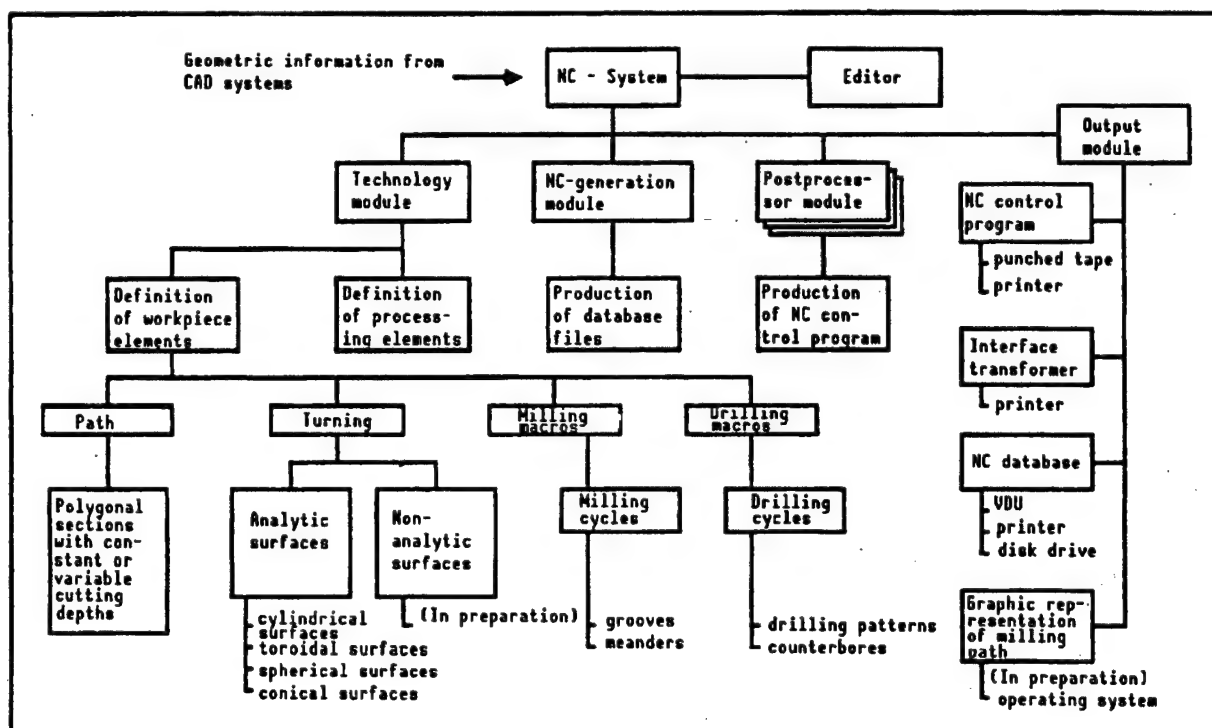 Geometric information from
CAD systems
NC - System
Editor
Output
module
Technology
module
NC-generation
module
Postproces-
sor module
NC control
program
punched tape
printer
Definition
of workpiece
elements
Definition
of process-
ing elements
Production
of database
files
Production
of NC con-
trol program
Interface
transformer
printer
Path
Turning
Milling
macros
Drilling
macros
NC database
VDU
printer
disk drive
Polygonal
sections
with con-
stant or
variable
cutting
depths
Analytic
surfaces
Non-
analytic
surfaces
Milling
cycles
Drilling
cycles
cylindrical
surfaces
toroidal surfaces
spherical surfaces
conical surfaces
(In preparation)
grooves
meanders
drilling patterns
counterbores
Graphic rep-
resentation
of milling
path
(In preparation)
operating system